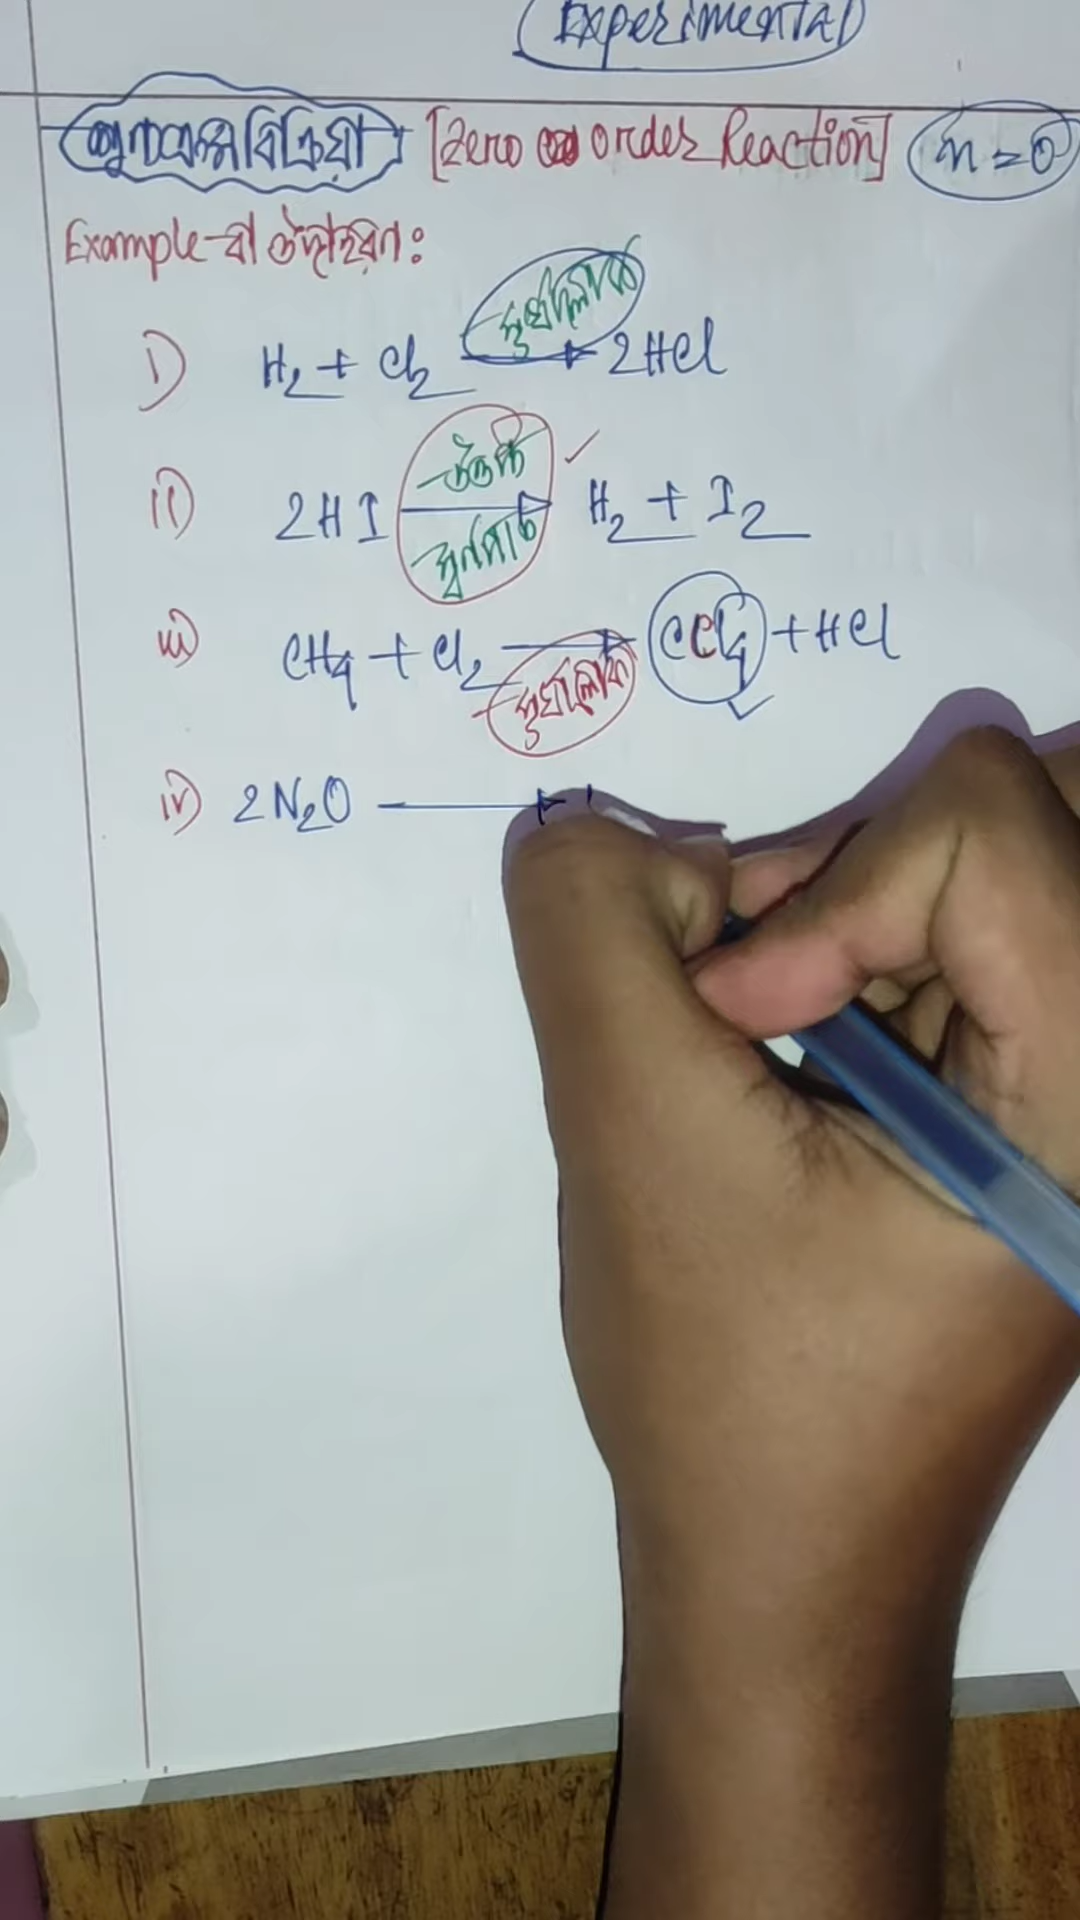 Experimental
শূন্যক্রম বিক্রিয়া [Zero order Reaction] n = 0
Example বা উদাহরণ:
i) H₂ + Cl₂ সূর্যালোক → 2HCl
ii) 2HI উত্তপ্ত → স্বর্ণপাত H₂ + I₂
iii) CH₄ + Cl₂ → সূর্যালোক CCl₄ + HCl
iv) 2N₂O →